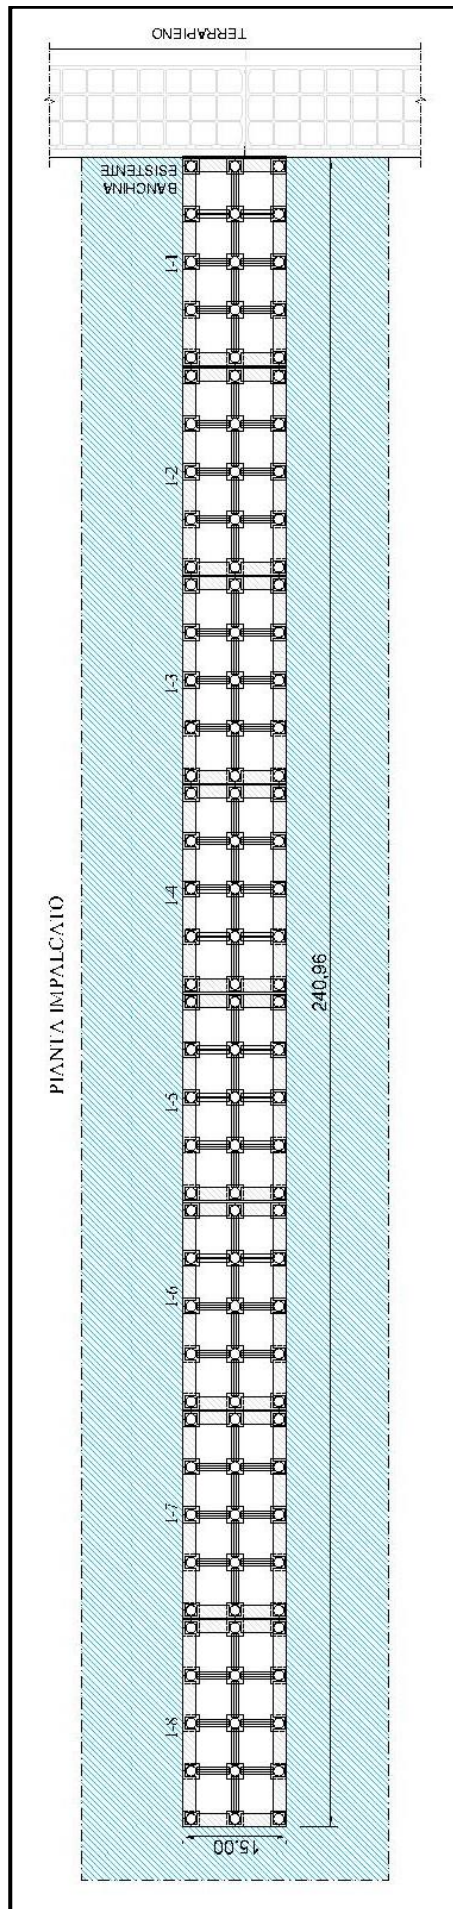 TERRAPIENO
BANCHINA
ESISTENTE
1-1
1-2
1-3
PIANTA IMPALCATO
1-4
240,96
1-5
1-6
1-7
1-8
15.00